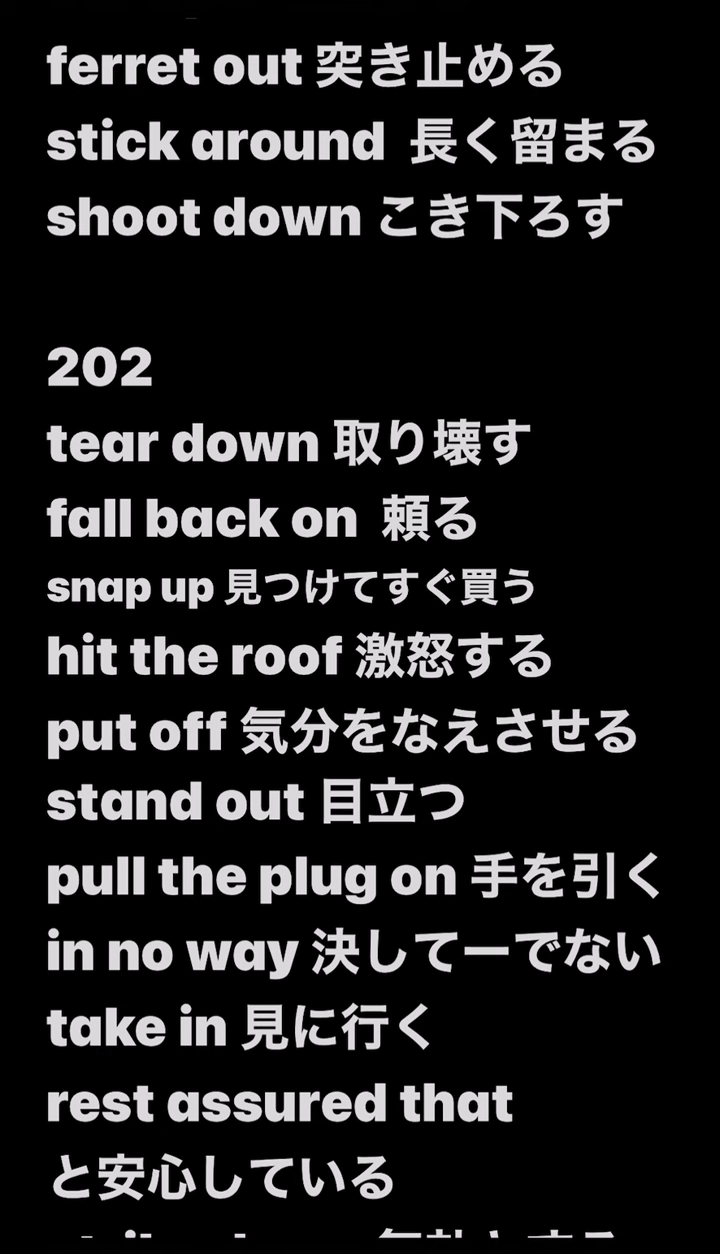 ferret out 突き止める
stick around 長く留まる
shoot down こき下ろす
202
tear down 取り壊す
fall back on 頼る
snap up 見つけてすぐ買う
hit the roof 激怒する
put off 気分をなえさせる
stand out 目立つ
pull the plug on 手を引く
in no way 決してーでない
take in 見に行く
rest assured that
と安心している